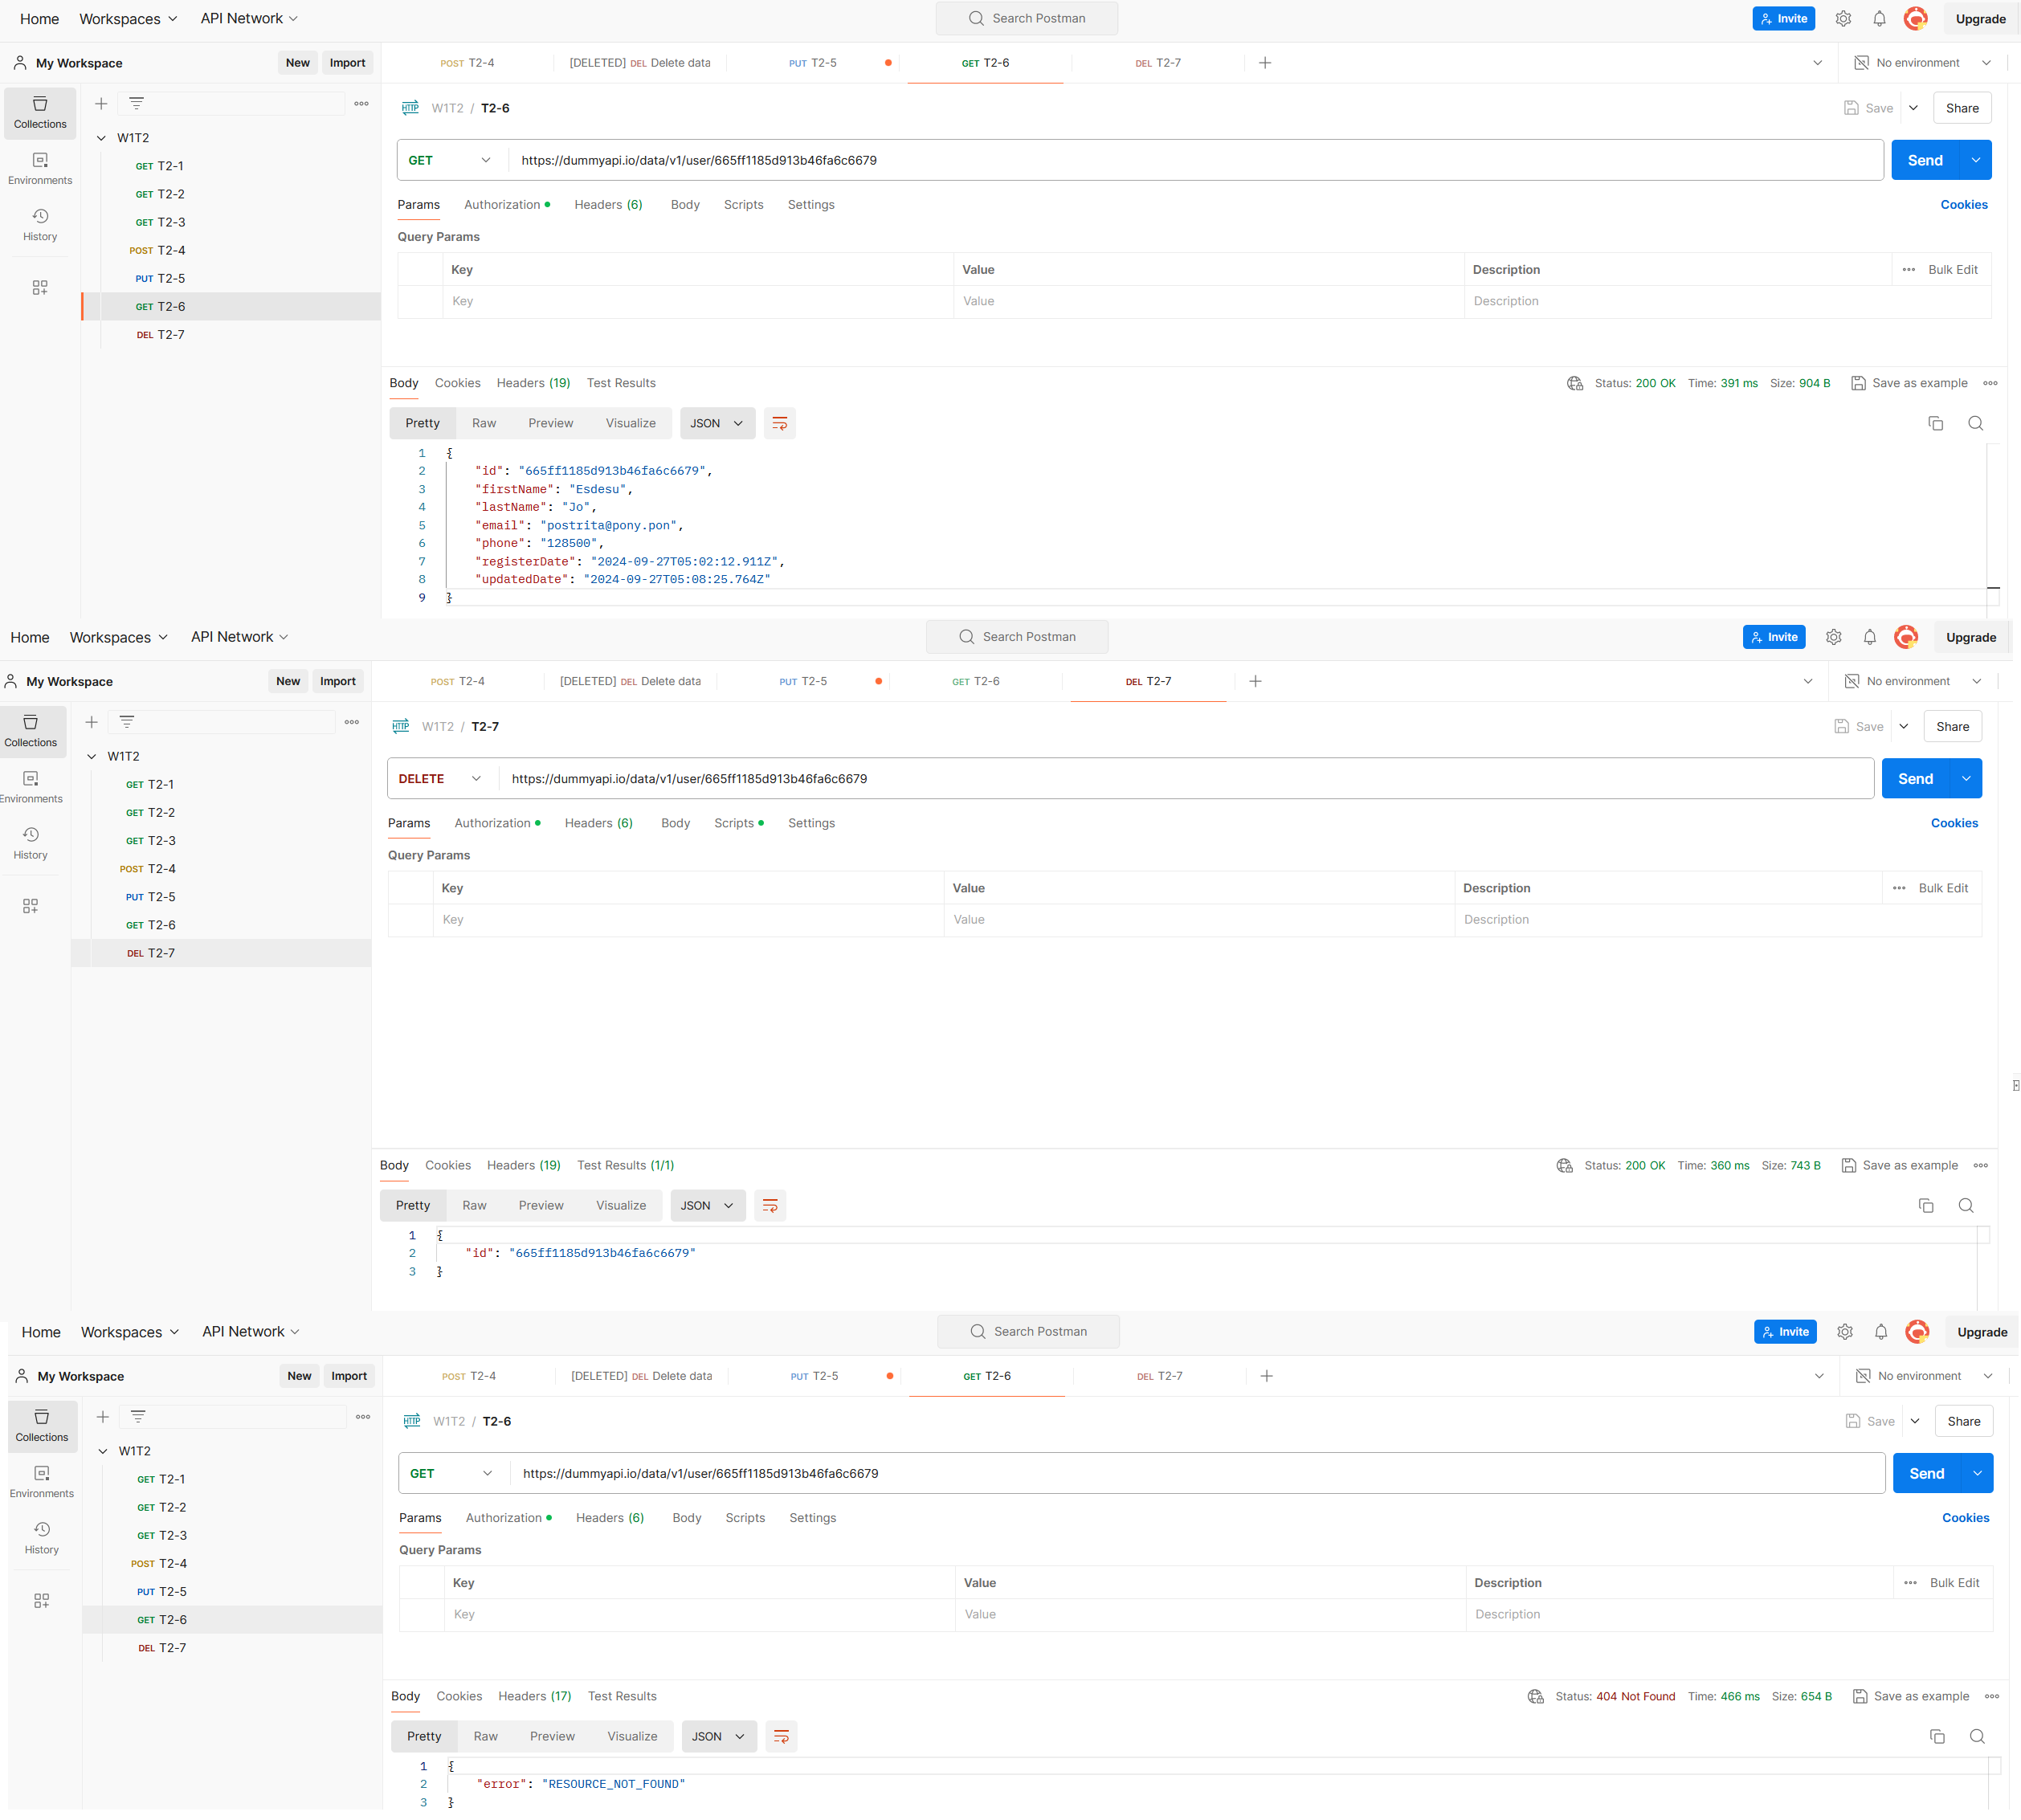 Home Workspaces API Network Search Postman Invite Upgrade
My Workspace New Import POST T2-4 [DELETED] DEL Delete data PUT T2-5 GET T2-6 DEL T2-7 No environment
Collections
Environments
History
W1T2
GET T2-1
GET T2-2
GET T2-3
POST T2-4
PUT T2-5
GET T2-6
DEL T2-7
HTTP W1T2 / T2-6 Save Share
GET https://dummyapi.io/data/v1/user/665ff1185d913b46fa6c6679 Send
Params Authorization Headers (6) Body Scripts Settings Cookies
Query Params
Key Value Description Bulk Edit
Key Value Description
Body Cookies Headers (19) Test Results Status: 200 OK Time: 391 ms Size: 904 B Save as example
Pretty Raw Preview Visualize JSON
1 {
2 "id": "665ff1185d913b46fa6c6679",
3 "firstName": "Esdesu",
4 "lastName": "Jo",
5 "email": "postrita@pony.pon",
6 "phone": "128500",
7 "registerDate": "2024-09-27T05:02:12.911Z",
8 "updatedDate": "2024-09-27T05:08:25.764Z"
9 }
Home Workspaces API Network Search Postman Invite Upgrade
My Workspace New Import POST T2-4 [DELETED] DEL Delete data PUT T2-5 GET T2-6 DEL T2-7 No environment
Collections
Environments
History
W1T2
GET T2-1
GET T2-2
GET T2-3
POST T2-4
PUT T2-5
GET T2-6
DEL T2-7
HTTP W1T2 / T2-7 Save Share
DELETE https://dummyapi.io/data/v1/user/665ff1185d913b46fa6c6679 Send
Params Authorization Headers (6) Body Scripts Settings Cookies
Query Params
Key Value Description Bulk Edit
Key Value Description
Body Cookies Headers (19) Test Results (1/1) Status: 200 OK Time: 360 ms Size: 743 B Save as example
Pretty Raw Preview Visualize JSON
1 {
2 "id": "665ff1185d913b46fa6c6679"
3 }
Home Workspaces API Network Search Postman Invite Upgrade
My Workspace New Import POST T2-4 [DELETED] DEL Delete data PUT T2-5 GET T2-6 DEL T2-7 No environment
Collections
Environments
History
W1T2
GET T2-1
GET T2-2
GET T2-3
POST T2-4
PUT T2-5
GET T2-6
DEL T2-7
HTTP W1T2 / T2-6 Save Share
GET https://dummyapi.io/data/v1/user/665ff1185d913b46fa6c6679 Send
Params Authorization Headers (6) Body Scripts Settings Cookies
Query Params
Key Value Description Bulk Edit
Key Value Description
Body Cookies Headers (17) Test Results Status: 404 Not Found Time: 466 ms Size: 654 B Save as example
Pretty Raw Preview Visualize JSON
1 {
2 "error": "RESOURCE_NOT_FOUND"
3 }